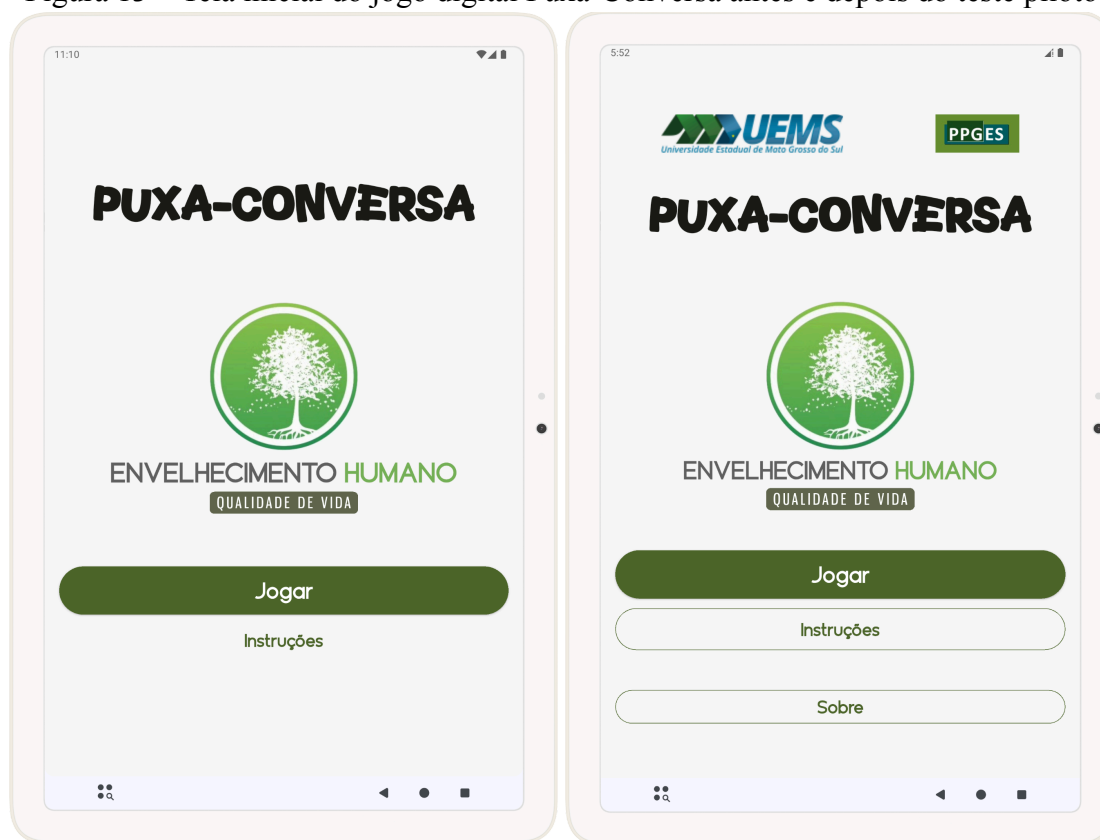 Figura 15 – Tela inicial do jogo digital Puxa-Conversa antes e depois do teste piloto
11:10
PUXA-CONVERSA
ENVELHECIMENTO HUMANO
QUALIDADE DE VIDA
Jogar
Instruções
5:52
UEMS
Universidade Estadual de Mato Grosso do Sul
PPGES
PUXA-CONVERSA
ENVELHECIMENTO HUMANO
QUALIDADE DE VIDA
Jogar
Instruções
Sobre